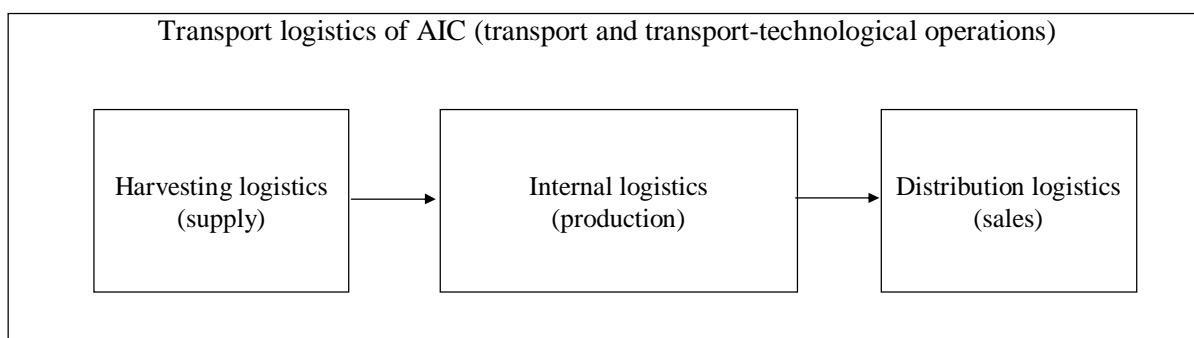 Transport logistics of AIC (transport and transport-technological operations)
Harvesting logistics
(supply)
Internal logistics
(production)
Distribution logistics
(sales)